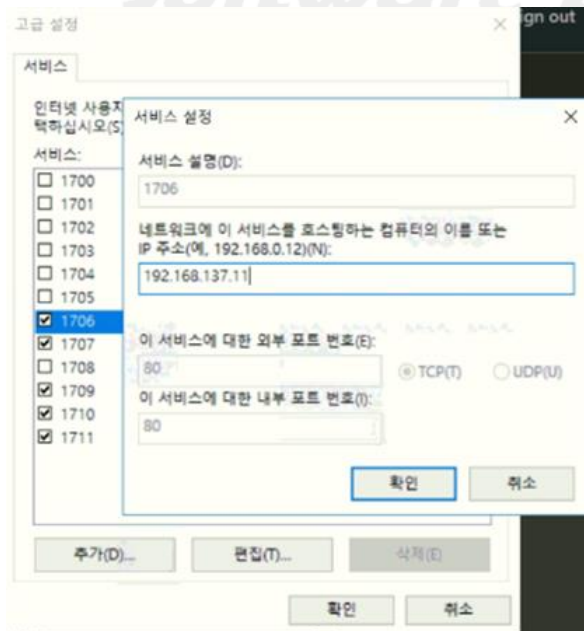 고급 설정
ign out
서비스
인터넷 사용자
택하십시오(S)
서비스:
1700
1701
1702
1703
1704
1705
1706
1707
1708
1709
1710
1711
서비스 설정
서비스 설명(D):
1706
네트워크에 이 서비스를 호스팅하는 컴퓨터의 이름 또는
IP 주소(예, 192.168.0.12)(N):
192.168.137.11
이 서비스에 대한 외부 포트 번호(E):
80
TCP(T) UDP(U)
이 서비스에 대한 내부 포트 번호(I):
80
확인 취소
추가(D)... 편집(T)... 삭제(E)
확인 취소